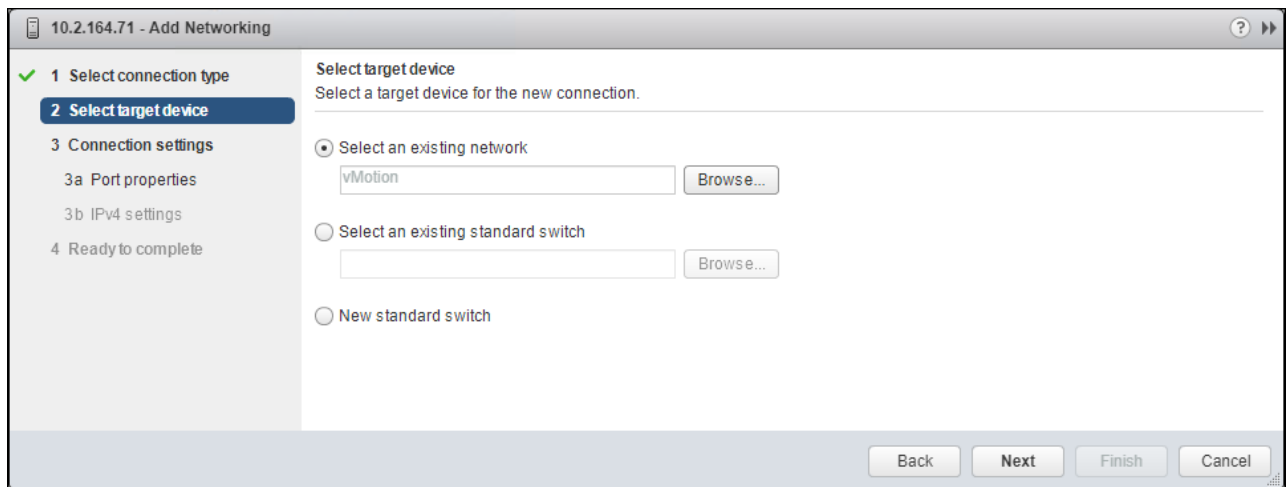 10.2.164.71 - Add Networking
?
1 Select connection type
2 Select target device
3 Connection settings
3a Port properties
3b IPv4 settings
4 Ready to complete
Select target device
Select a target device for the new connection.
Select an existing network
vMotion Browse...
Select an existing standard switch
Browse...
New standard switch
Back Next Finish Cancel